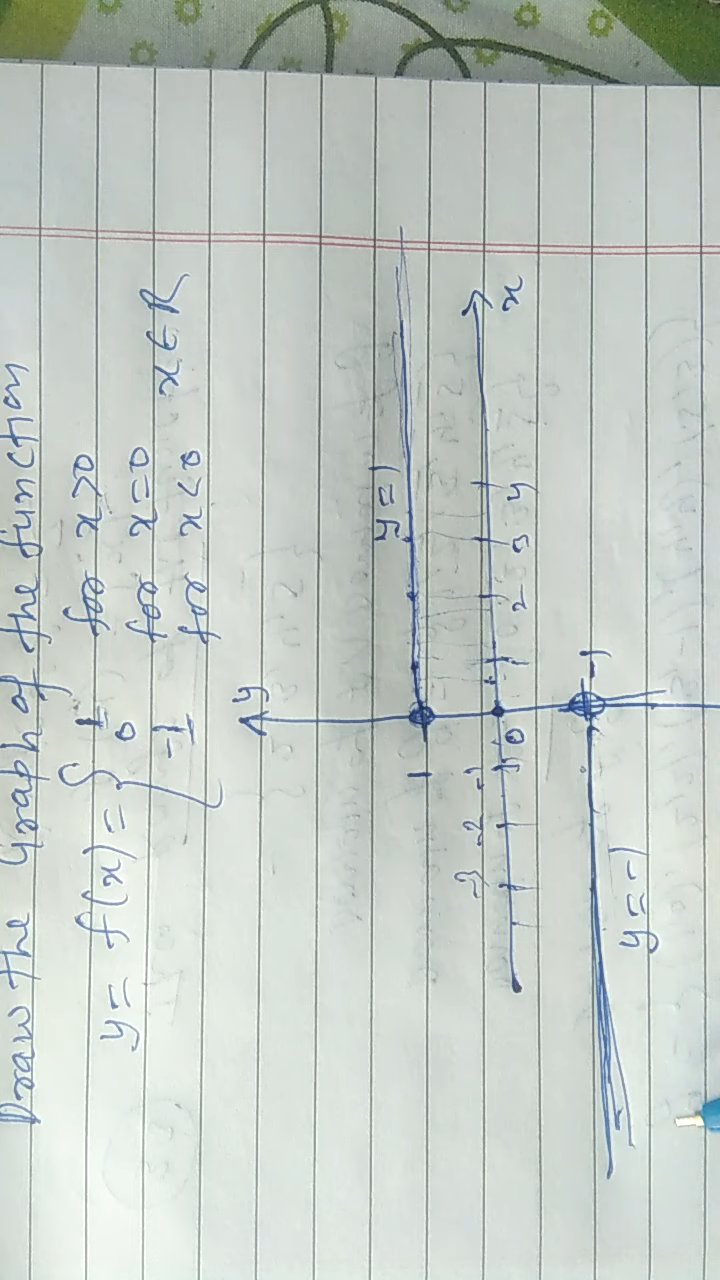 Draw the Graph of the function
y = f(x) = { 1 for x>0
0 for x=0
-1 for x<0 x∈R
y
1
y=1
-3 -2 -1 0 1 2 3 4
x
-1
y=-1